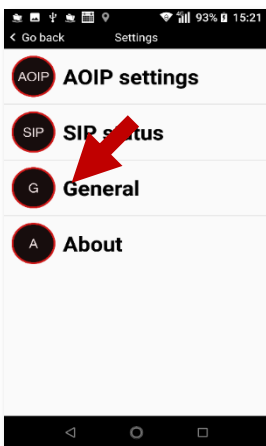 93% 15:21
Go back Settings
AOIP AOIP settings
SIP SIP status
G General
A About